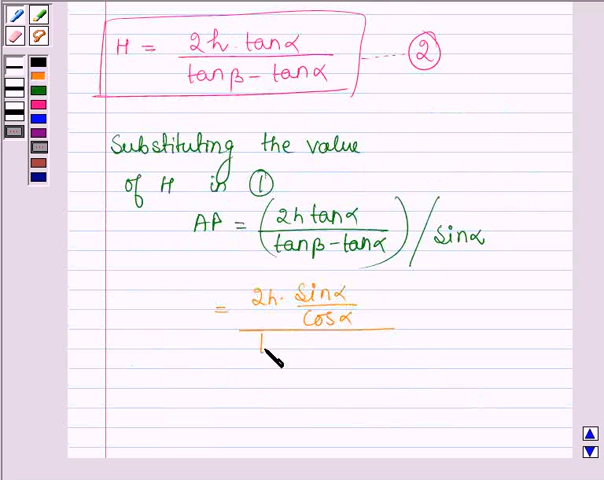 H = 2h·tanα / tanβ - tanα ------ ②
Substituting the value
of H in ①
AP = (2h tanα / tanβ - tanα) / Sinα
= 2h· Sinα / Cosα